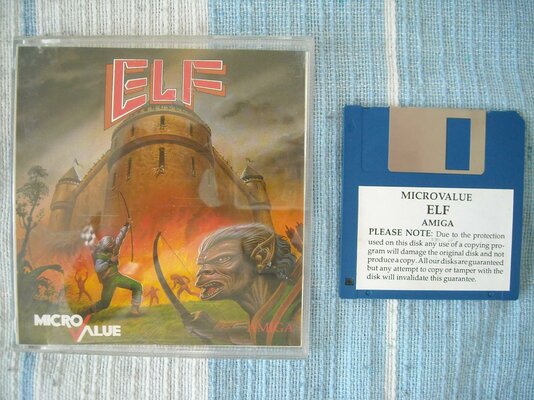 ELF
MICRO VALUE
AMIGA
MICROVALUE
ELF
AMIGA
PLEASE NOTE: Due to the protection
used on this disk any use of a copying pro-
gram will damage the original disk and not
produce a copy. All our disks are guaranteed
but any attempt to copy or tamper with the
disk will invalidate this guarantee.